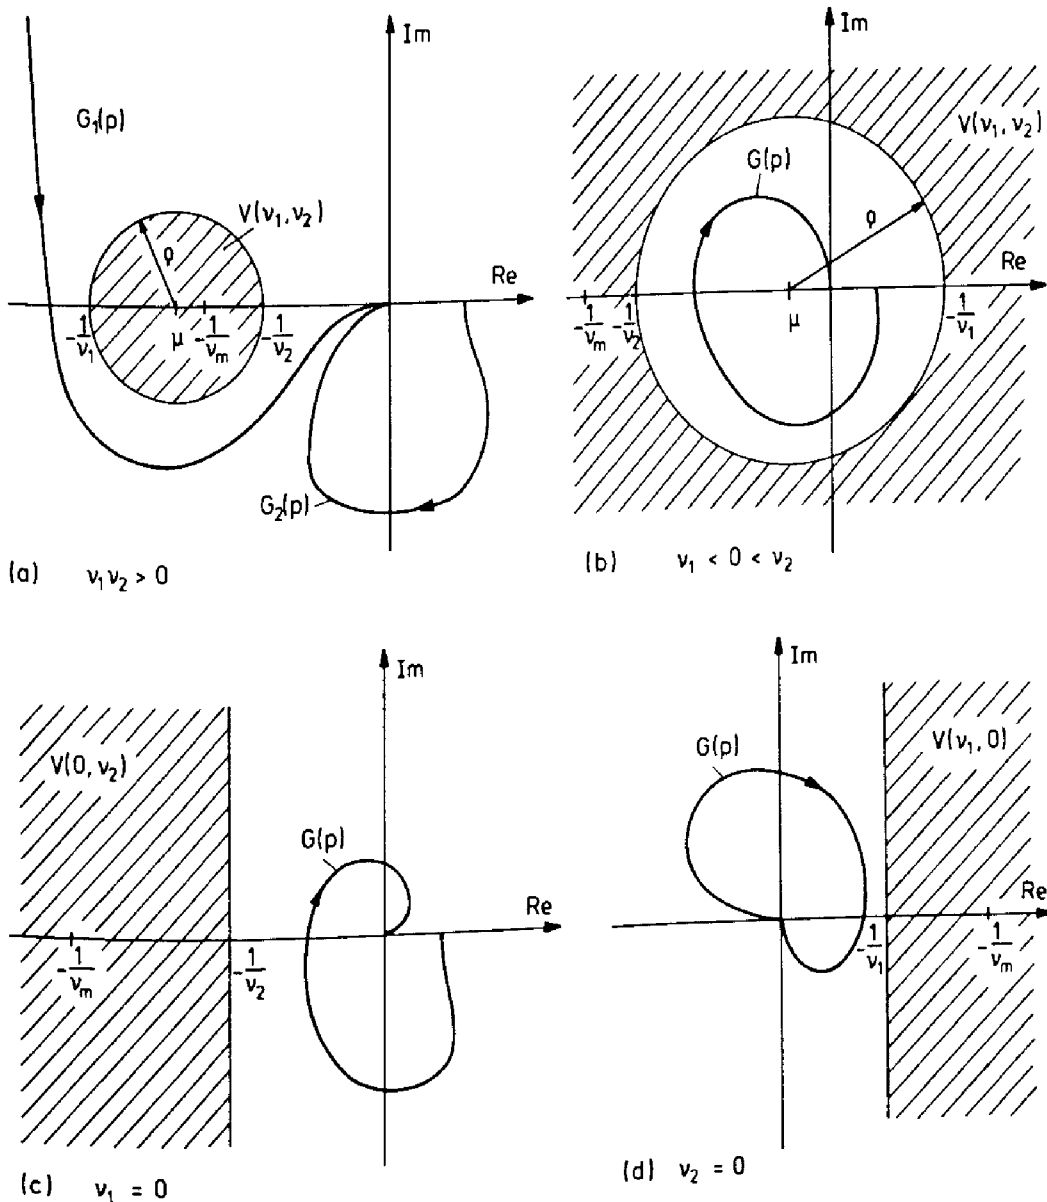 Im
G₁(p)
V(ν₁, ν₂)
ρ
Re
-1/ν₁
μ
-1/νₘ
-1/ν₂
G₂(p)
(a) ν₁ν₂ > 0
Im
V(ν₁, ν₂)
G(p)
ρ
Re
-1/νₘ
-1/ν₂
μ
-1/ν₁
(b) ν₁ < 0 < ν₂
Im
V(0, ν₂)
G(p)
Re
-1/νₘ
-1/ν₂
(c) ν₁ = 0
Im
G(p)
V(ν₁, 0)
Re
-1/ν₁
-1/νₘ
(d) ν₂ = 0